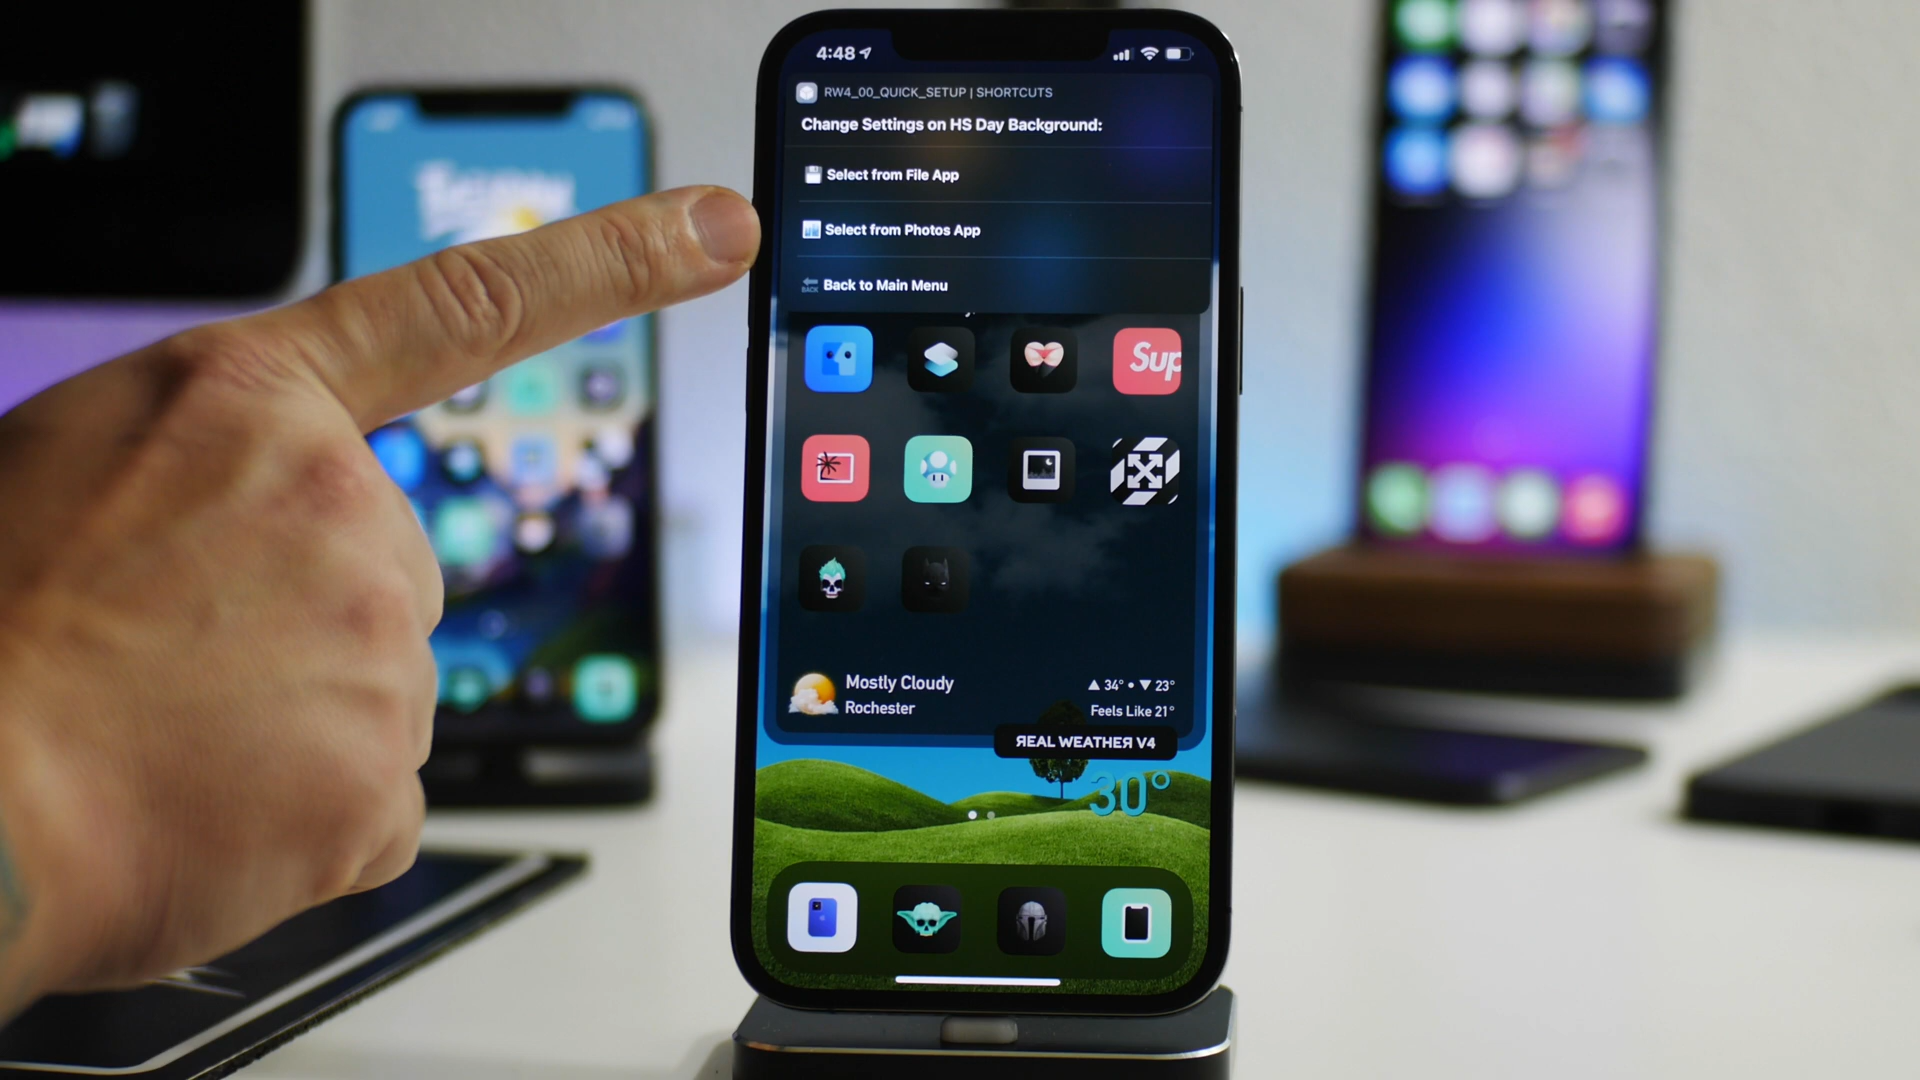 4:48
RW4_00_QUICK_SETUP | SHORTCUTS
Change Settings on HS Day Background:
Select from File App
Select from Photos App
BACK Back to Main Menu
Sup
Mostly Cloudy
▲ 34° • ▼ 23°
Rochester
Feels Like 21°
ЯEAL WEATHEЯ V4
30°